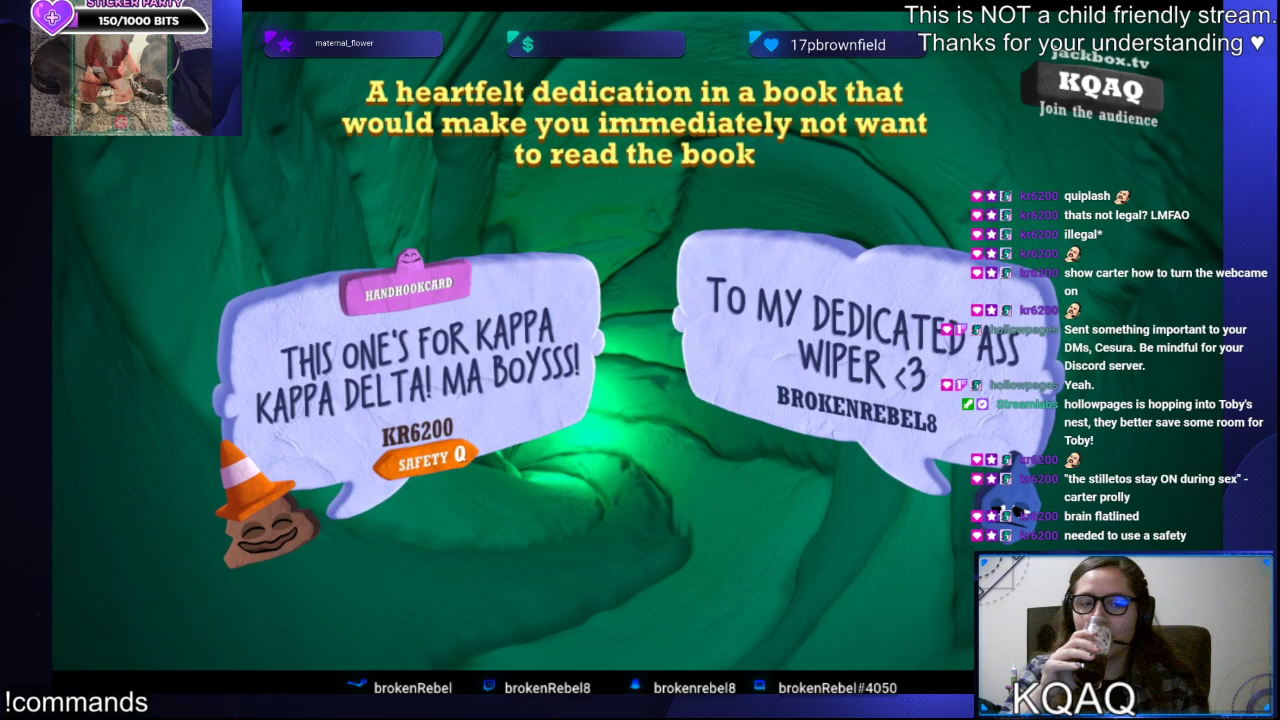 STICKER PARTY
150/1000 BITS
maternal_flower
$
17pbrownfield
This is NOT a child friendly stream.
Thanks for your understanding ♥
jackbox.tv
KQAQ
Join the audience
A heartfelt dedication in a book that
would make you immediately not want
to read the book
HANDHOOKCARD
THIS ONE'S FOR KAPPA
KAPPA DELTA! MA BOYSSS!
KR6200
SAFETY Q
TO MY DEDICATED ASS
WIPER <3
BROKENREBEL8
kr6200 quiplash
kr6200 thats not legal? LMFAO
kr6200 illegal*
kr6200
kr6200 show carter how to turn the webcame
on
kr6200
hollowpages Sent something important to your
DMs, Cesura. Be mindful for your
Discord server.
hollowpages Yeah.
Streamlabs hollowpages is hopping into Toby's
nest, they better save some room for
Toby!
kr6200
kr6200 "the stilletos stay ON during sex" -
carter prolly
kr6200 brain flatlined
kr6200 needed to use a safety
KQAQ
!commands
brokenRebel
brokenRebel8
brokenrebel8
brokenRebel#4050